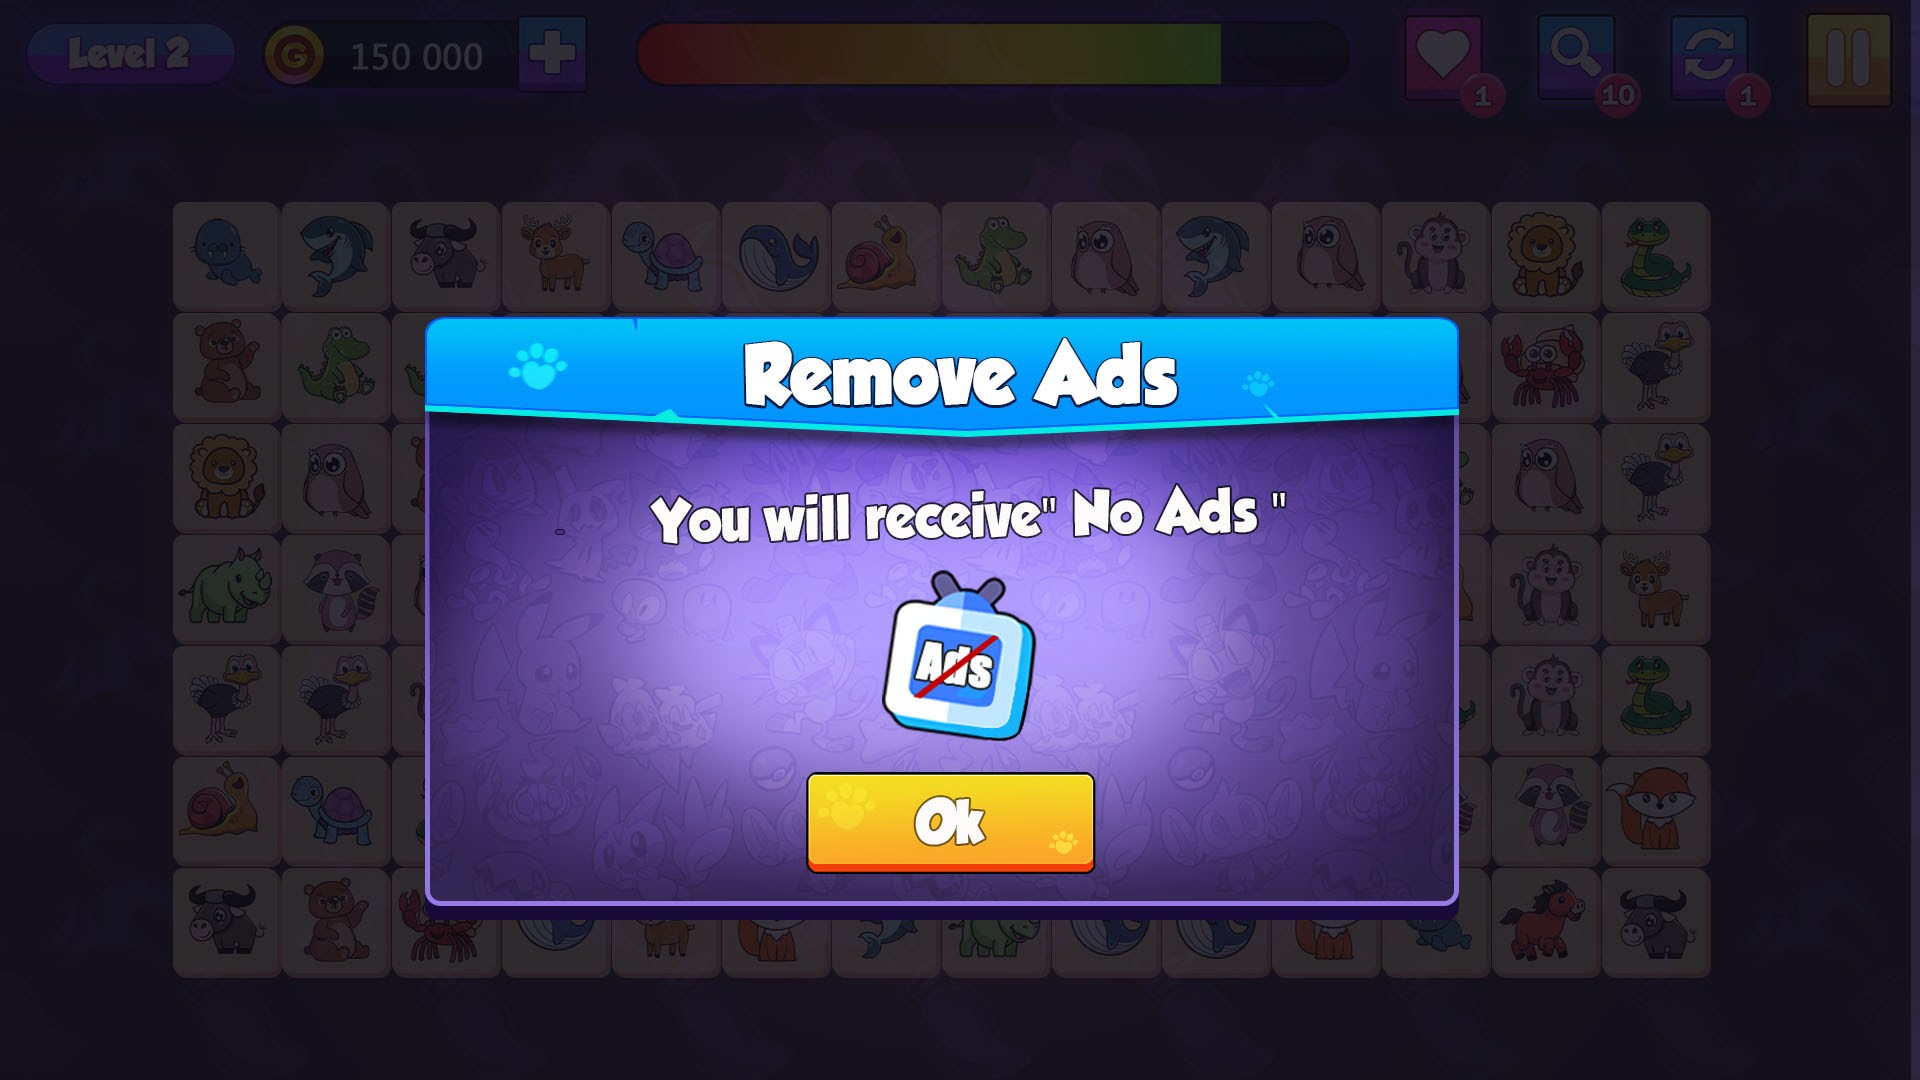 Level 2
G
150 000
1
10
1
Remove Ads
You will receive" No Ads "
Ads
Ok